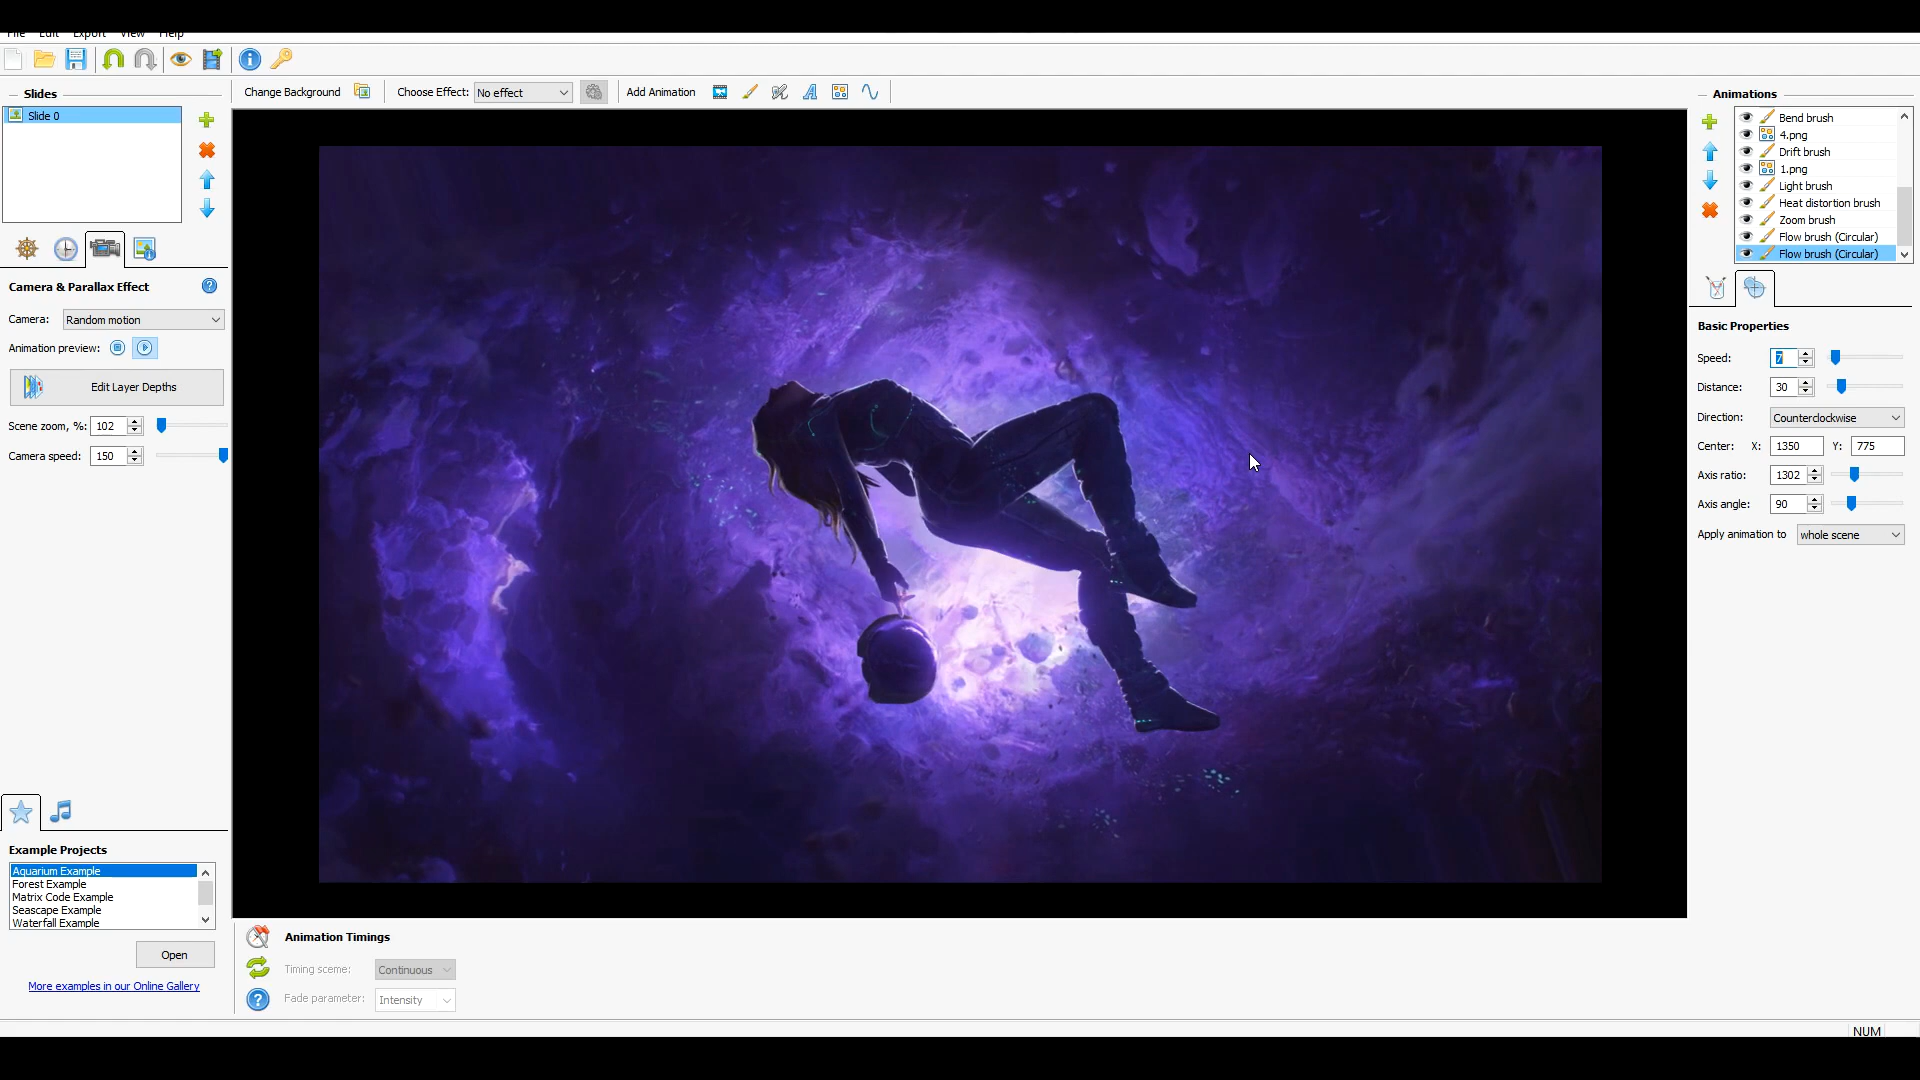 File Edit Export View Help
Slides
Slide 0
Change Background
Choose Effect: No effect
Add Animation
Animations
Bend brush
4.png
Drift brush
1.png
Light brush
Heat distortion brush
Zoom brush
Flow brush (Circular)
Flow brush (Circular)
Camera & Parallax Effect
Camera: Random motion
Animation preview:
Edit Layer Depths
Scene zoom, %: 102
Camera speed: 150
Basic Properties
Speed: 7
Distance: 30
Direction: Counterclockwise
Center: X: 1350 Y: 775
Axis ratio: 1302
Axis angle: 90
Apply animation to whole scene
Example Projects
Aquarium Example
Forest Example
Matrix Code Example
Seascape Example
Waterfall Example
Open
More examples in our Online Gallery
Animation Timings
Timing sceme: Continuous
Fade parameter: Intensity
NUM